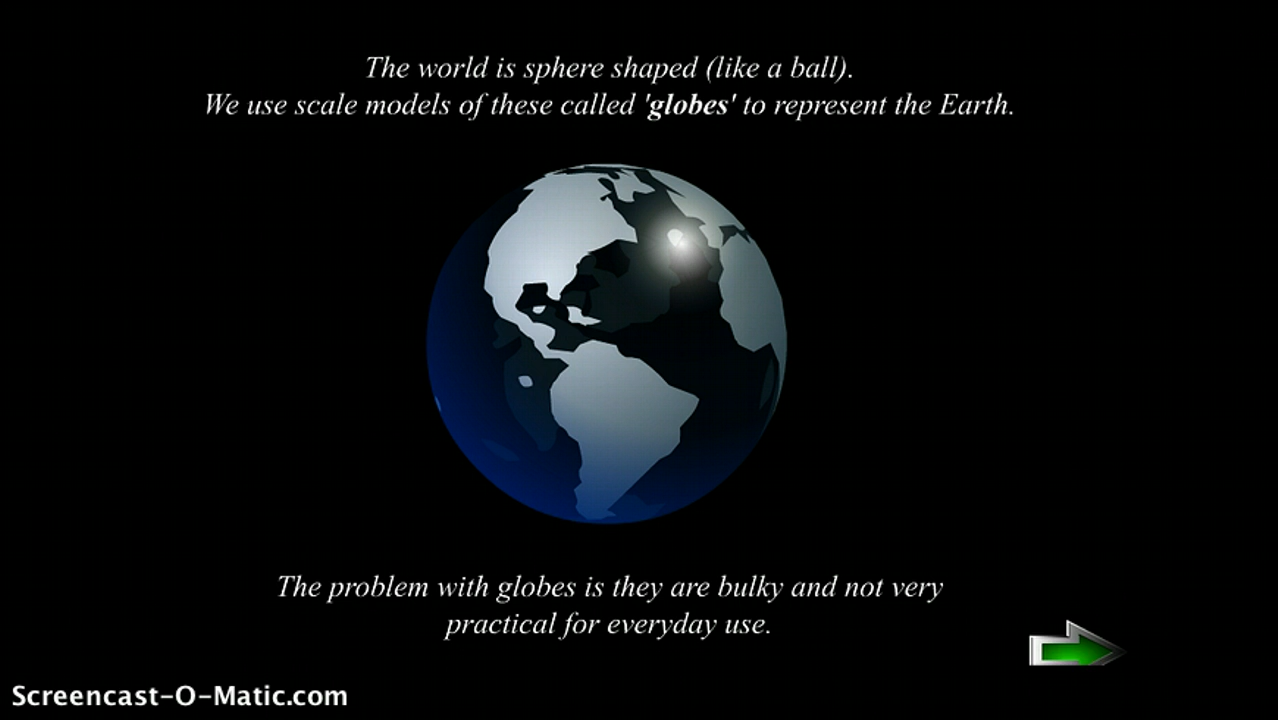 The world is sphere shaped (like a ball).
We use scale models of these called 'globes' to represent the Earth.
The problem with globes is they are bulky and not very
practical for everyday use.
Screencast-O-Matic.com